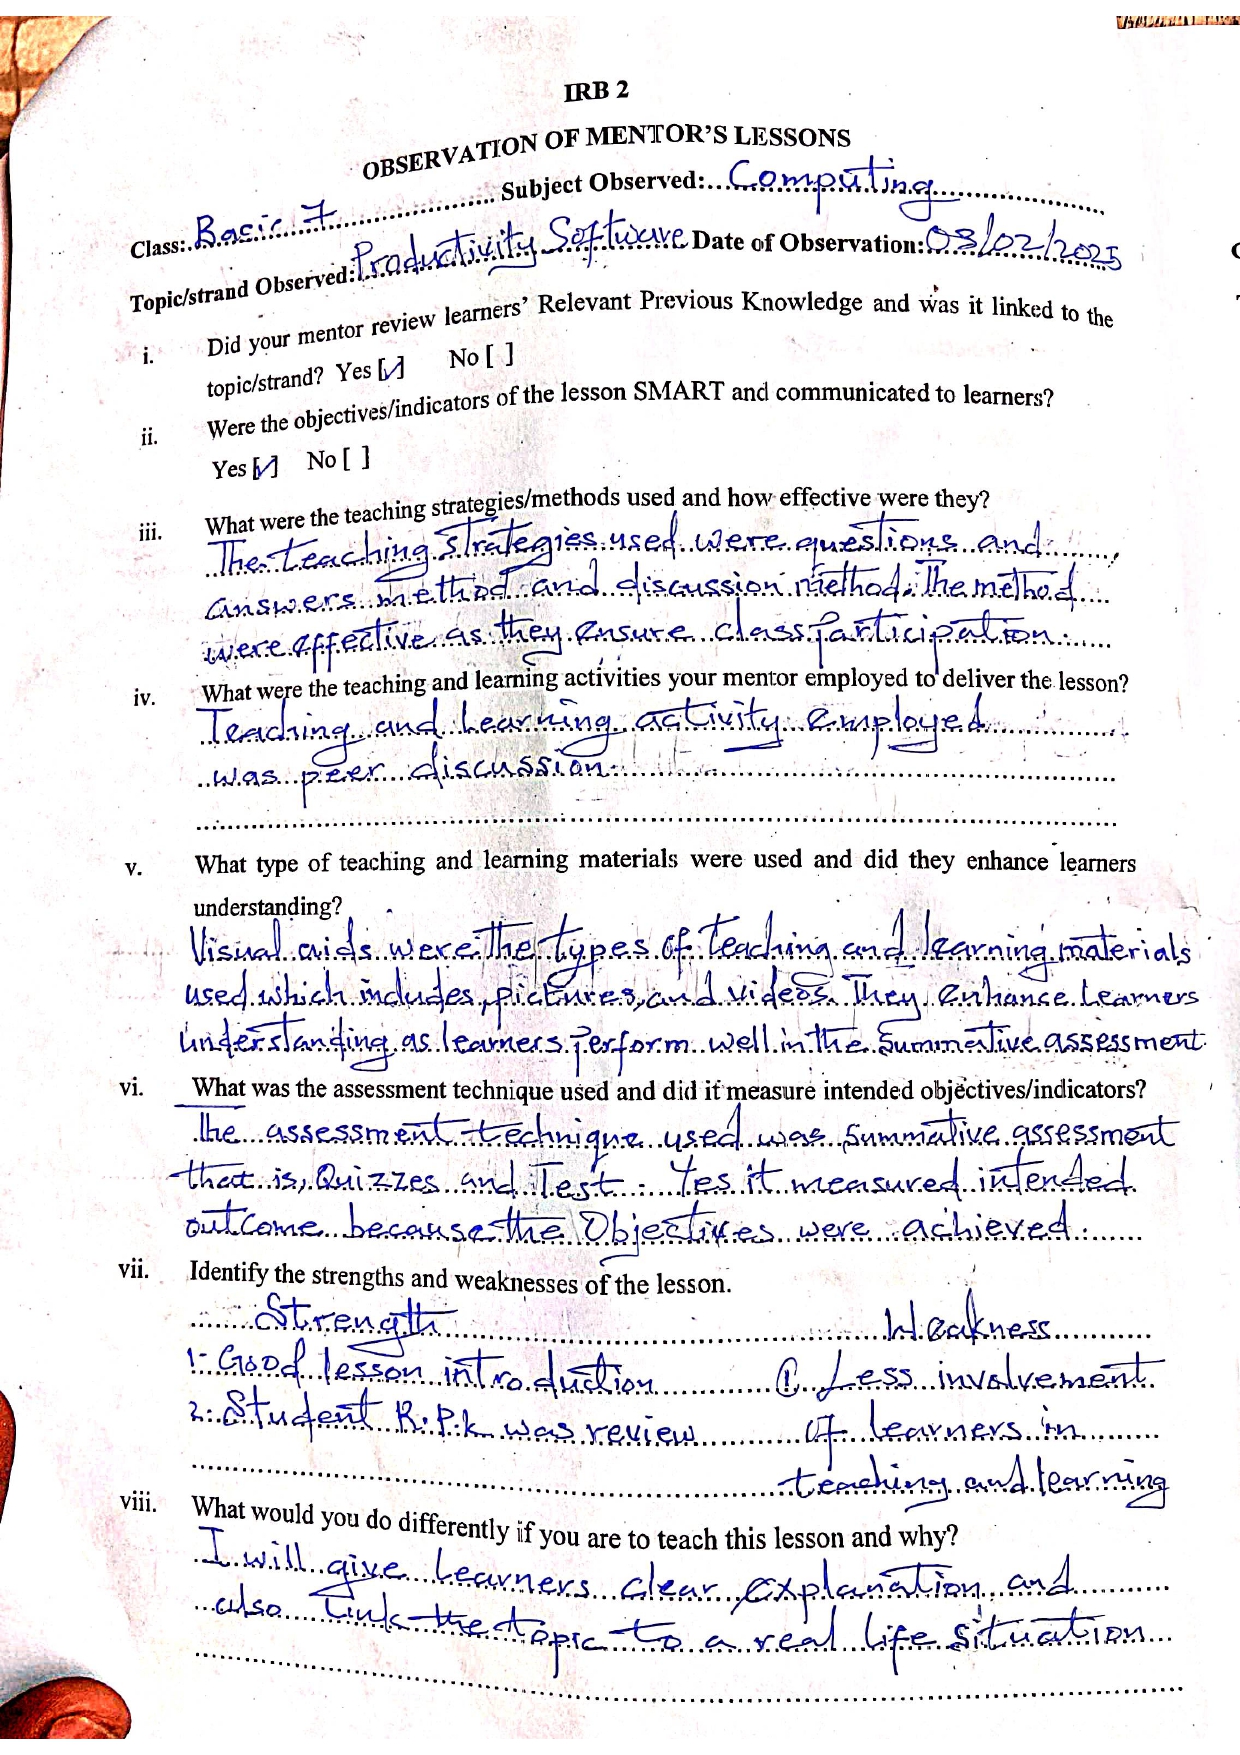 IRB 2
OBSERVATION OF MENTOR'S LESSONS
Class: Basic 7 Subject Observed: Computing
Topic/strand Observed: Productivity Software Date of Observation: 03/02/2025
i. Did your mentor review learners' Relevant Previous Knowledge and was it linked to the
topic/strand? Yes [✓] No [ ]
ii. Were the objectives/indicators of the lesson SMART and communicated to learners?
Yes [✓] No [ ]
iii. What were the teaching strategies/methods used and how effective were they?
The teaching strategies used were questions and
answers method and discussion method. The method
were effective as they ensure class participation.
iv. What were the teaching and learning activities your mentor employed to deliver the lesson?
Teaching and Learning activity employed
was peer discussion.
v. What type of teaching and learning materials were used and did they enhance learners
understanding?
Visual aids were the types of teaching and learning materials
used which includes, pictures, and videos. They enhance Learners
understanding as learners perform well in the Summative assessment
vi. What was the assessment technique used and did it measure intended objectives/indicators?
The assessment technique used was Summative assessment
that is, Quizzes and Test. Yes it measured intended
outcome because the Objectives were achieved.
vii. Identify the strengths and weaknesses of the lesson.
Strength Weakness
1. Good lesson introduction ① Less involvement
2. Student R.P.k was review of learners in
teaching and learning
viii. What would you do differently if you are to teach this lesson and why?
I will give Learners clear explanation and
also link the topic to a real life situation